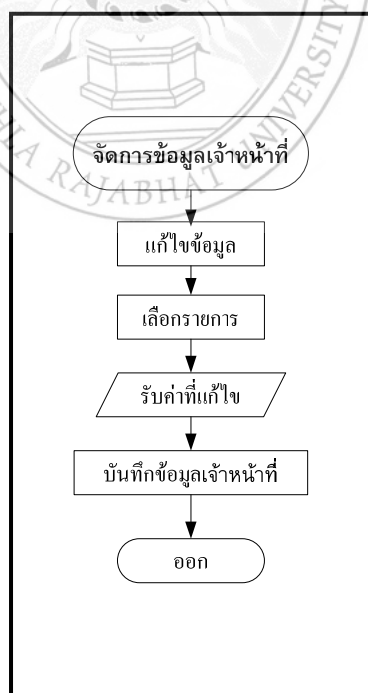 จัดการข้อมูลเจ้าหน้าที่
แก้ไขข้อมูล
เลือกรายการ
รับค่าที่แก้ไข
บันทึกข้อมูลเจ้าหน้าที่
ออก
RAJABHAT UNIVERSITY